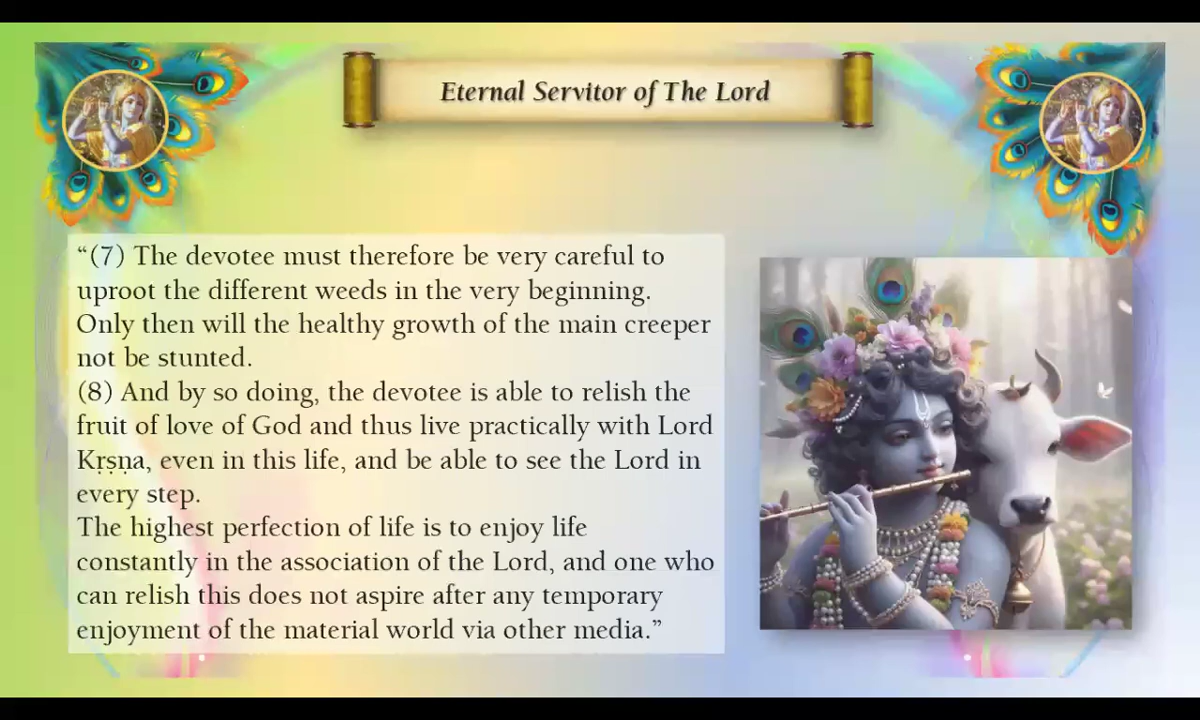 Eternal Servitor of The Lord
“(7) The devotee must therefore be very careful to
uproot the different weeds in the very beginning.
Only then will the healthy growth of the main creeper
not be stunted.
(8) And by so doing, the devotee is able to relish the
fruit of love of God and thus live practically with Lord
Kṛṣṇa, even in this life, and be able to see the Lord in
every step.
The highest perfection of life is to enjoy life
constantly in the association of the Lord, and one who
can relish this does not aspire after any temporary
enjoyment of the material world via other media.”